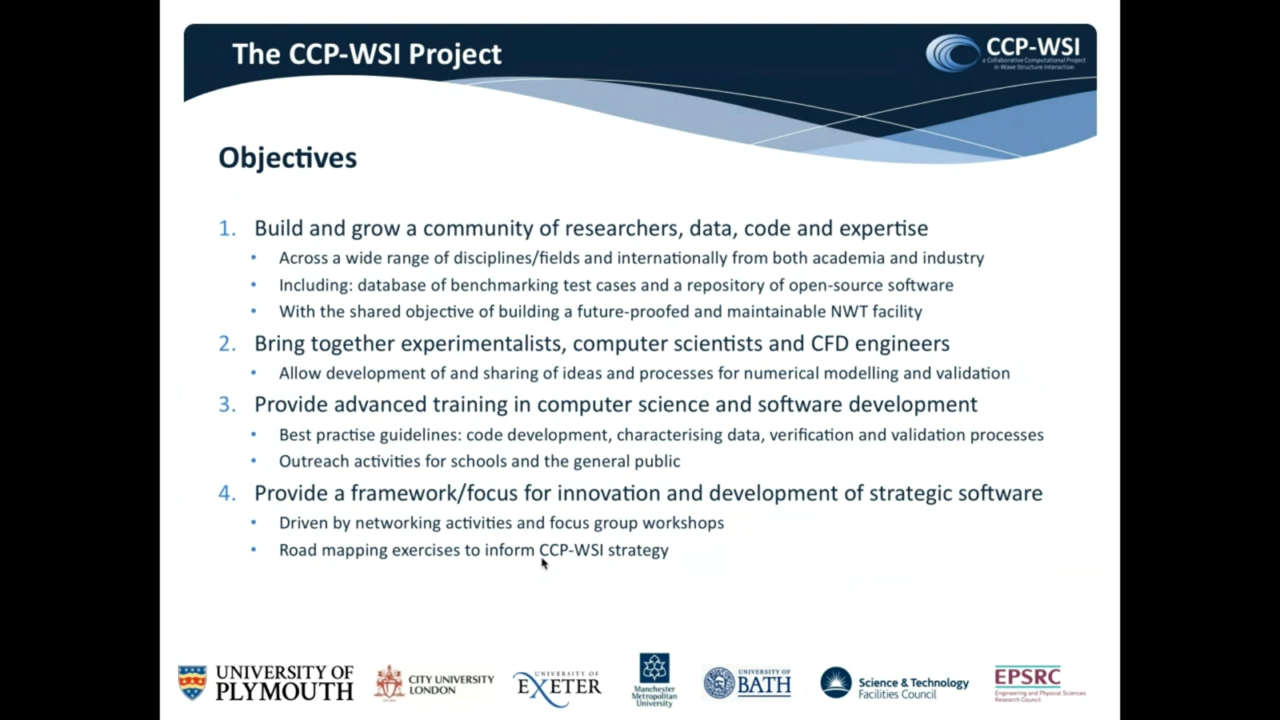 The CCP-WSI Project
CCP-WSI
a Collaborative Computational Project
in Wave Structure Interaction
Objectives
1. Build and grow a community of researchers, data, code and expertise
• Across a wide range of disciplines/fields and internationally from both academia and industry
• Including: database of benchmarking test cases and a repository of open-source software
• With the shared objective of building a future-proofed and maintainable NWT facility
2. Bring together experimentalists, computer scientists and CFD engineers
• Allow development of and sharing of ideas and processes for numerical modelling and validation
3. Provide advanced training in computer science and software development
• Best practise guidelines: code development, characterising data, verification and validation processes
• Outreach activities for schools and the general public
4. Provide a framework/focus for innovation and development of strategic software
• Driven by networking activities and focus group workshops
• Road mapping exercises to inform CCP-WSI strategy
UNIVERSITY OF
PLYMOUTH
CITY UNIVERSITY
LONDON
UNIVERSITY OF
EXETER
Manchester
Metropolitan
University
UNIVERSITY OF
BATH
Science & Technology
Facilities Council
EPSRC
Engineering and Physical Sciences
Research Council